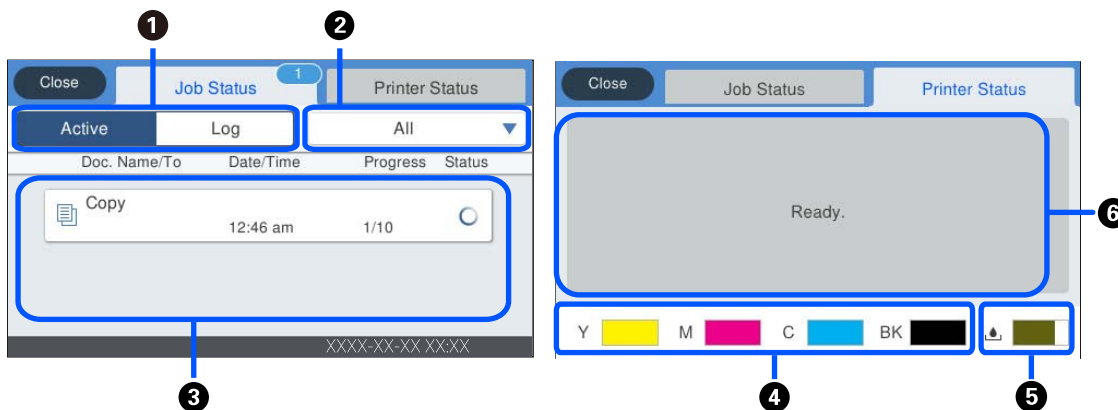 1
2
Close
Job Status
1
Printer Status
Active
Log
All
Doc. Name/To
Date/Time
Progress
Status
Copy
12:46 am
1/10
XXXX-XX-XX XX:XX
3
Close
Job Status
Printer Status
Ready.
6
Y
M
C
BK
4
5